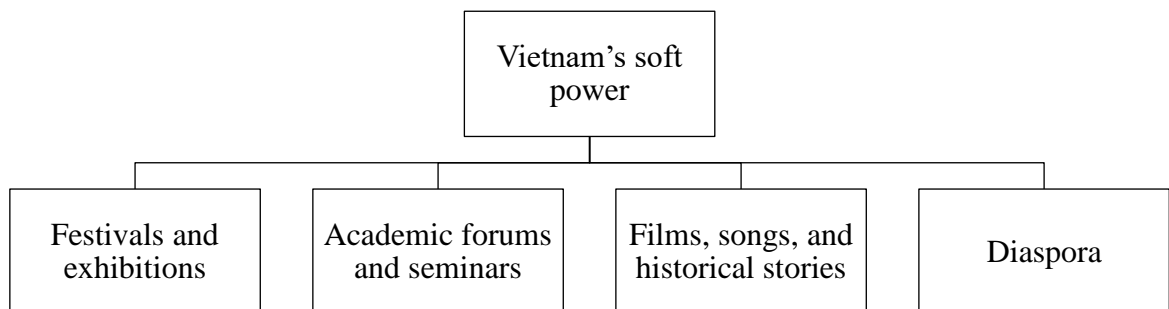 Vietnam’s soft
power
Festivals and
exhibitions
Academic forums
and seminars
Films, songs, and
historical stories
Diaspora